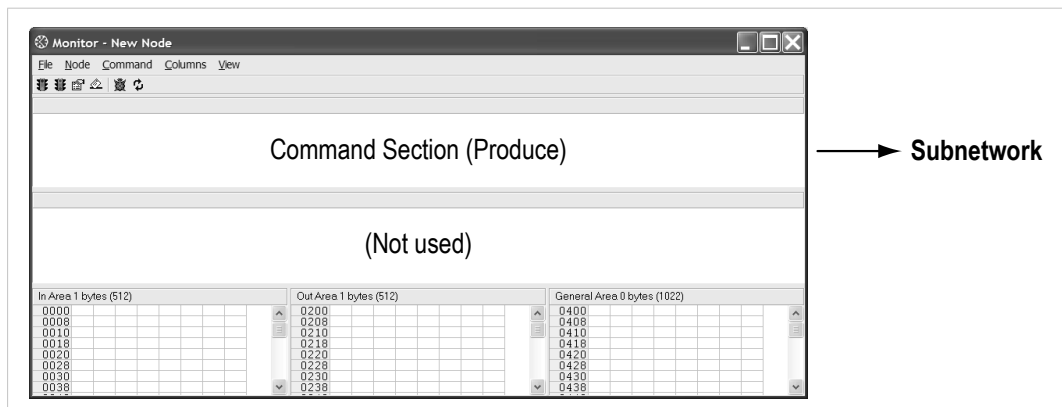 Monitor - New Node
File Node Command Columns View
Command Section (Produce)
Subnetwork
(Not used)
In Area 1 bytes (512)
Out Area 1 bytes (512)
General Area 0 bytes (1022)
0000 0200 0400
0008 0208 0408
0010 0210 0410
0018 0218 0418
0020 0220 0420
0028 0228 0428
0030 0230 0430
0038 0238 0438